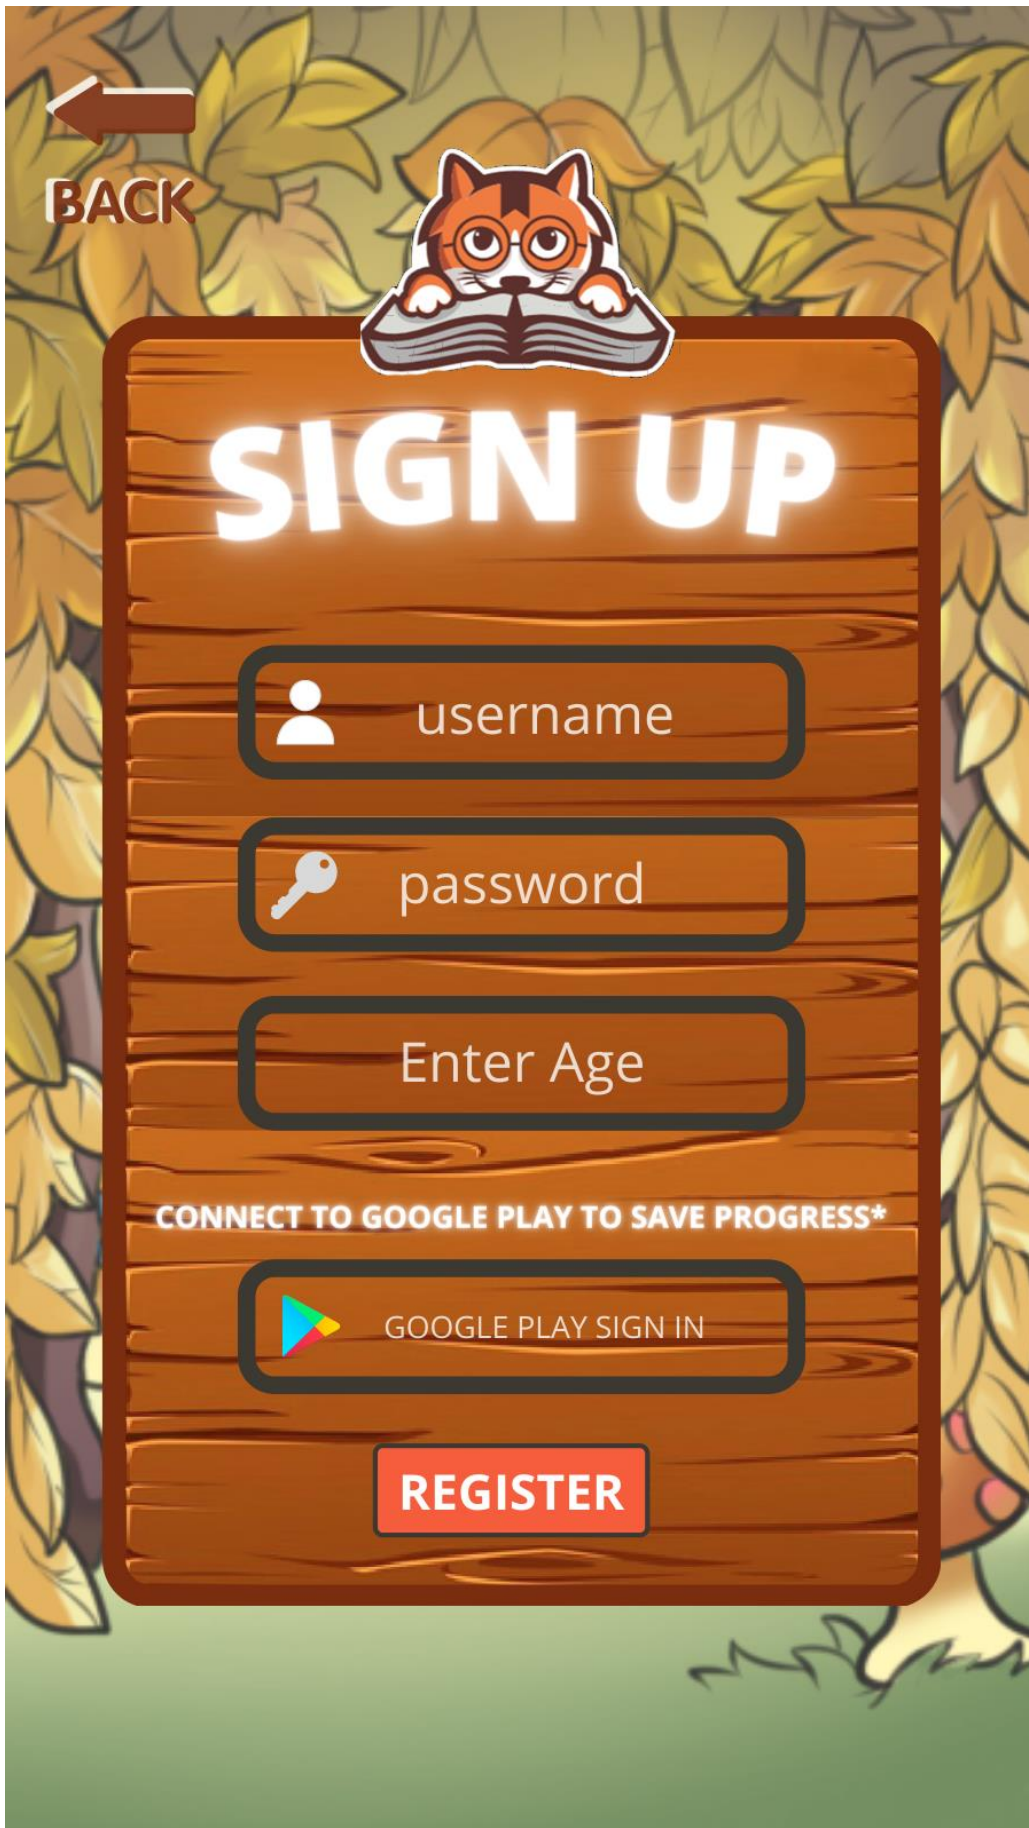 BACK
SIGN UP
username
password
Enter Age
CONNECT TO GOOGLE PLAY TO SAVE PROGRESS*
GOOGLE PLAY SIGN IN
REGISTER